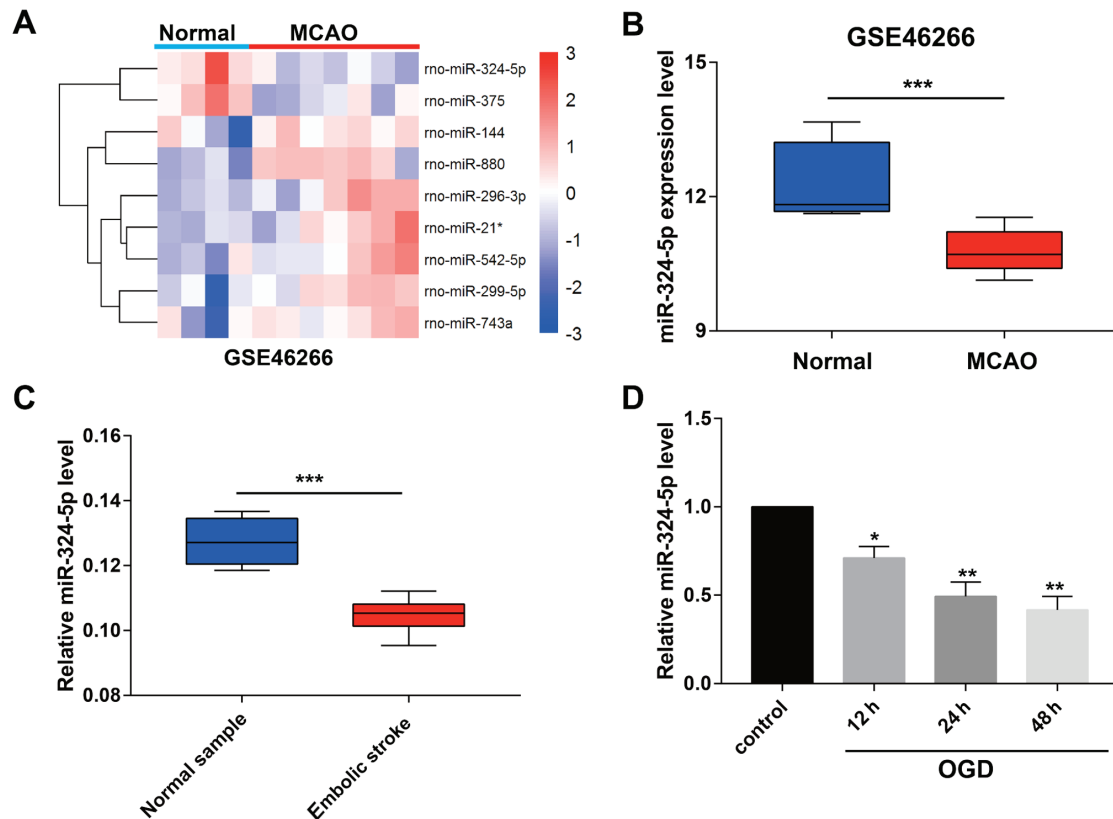 A
Normal
MCAO
rno-miR-324-5p
rno-miR-375
rno-miR-144
rno-miR-880
rno-miR-296-3p
rno-miR-21*
rno-miR-542-5p
rno-miR-299-5p
rno-miR-743a
3
2
1
0
-1
-2
-3
GSE46266
B
GSE46266
miR-324-5p expression level
15
12
9
***
Normal
MCAO
C
Relative miR-324-5p level
0.16
0.14
0.12
0.10
0.08
***
Normal sample
Embolic stroke
D
Relative miR-324-5p level
1.5
1.0
0.5
0.0
*
**
**
control
12 h
24 h
48 h
OGD